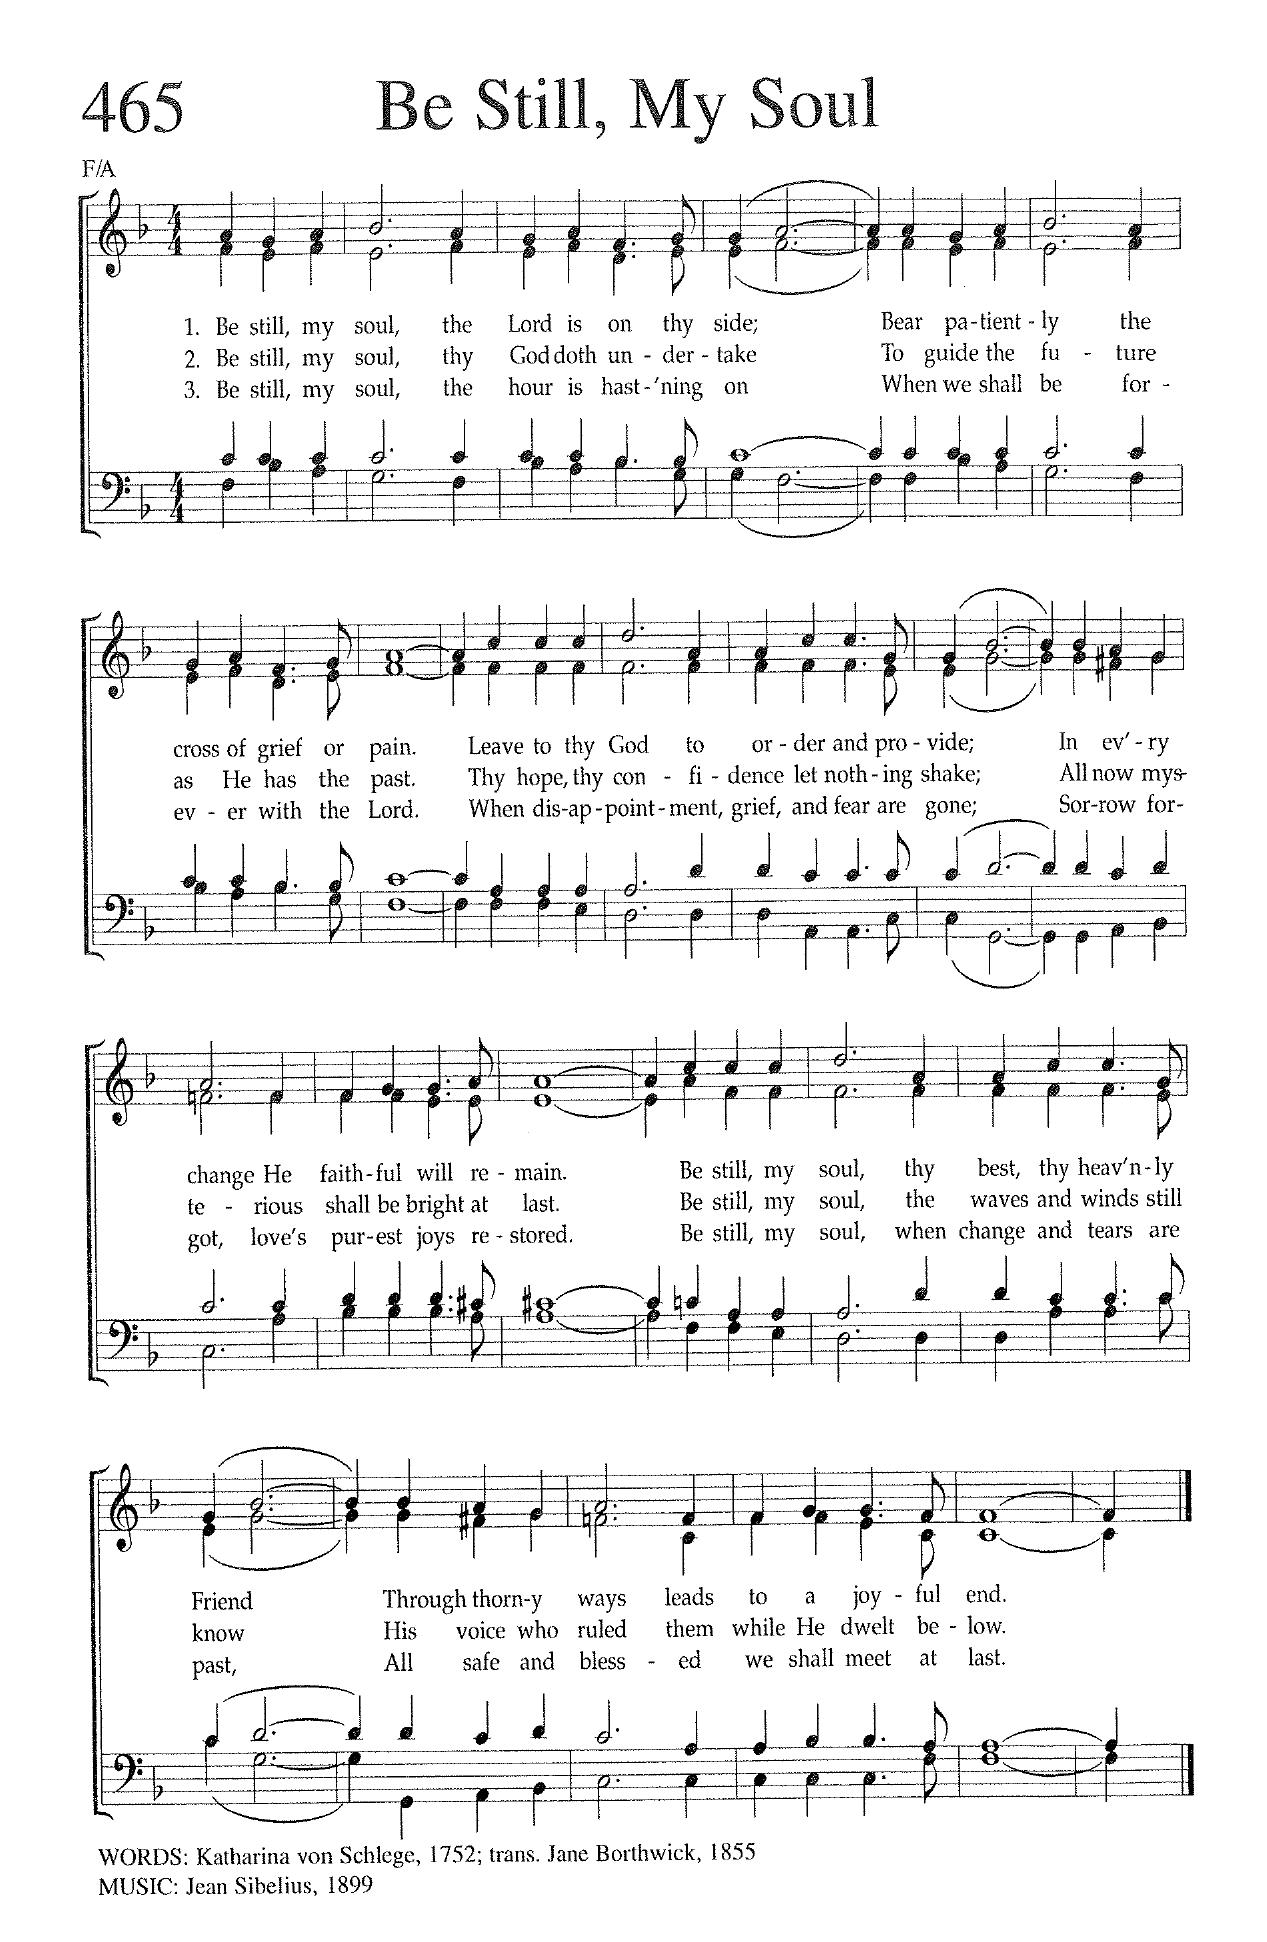 465 Be Still, My Soul
F/A
1. Be still, my soul, the Lord is on thy side; Bear pa-tient - ly the
2. Be still, my soul, thy God doth un - der - take To guide the fu - ture
3. Be still, my soul, the hour is hast-'ning on When we shall be for -
cross of grief or pain. Leave to thy God to or - der and pro - vide; In ev'-ry
as He has the past. Thy hope, thy con - fi - dence let noth-ing shake; All now mys-
ev - er with the Lord. When dis-ap-point-ment, grief, and fear are gone; Sor-row for-
change He faith-ful will re - main. Be still, my soul, thy best, thy heav'n-ly
te - rious shall be bright at last. Be still, my soul, the waves and winds still
got, love's pur-est joys re - stored. Be still, my soul, when change and tears are
Friend Through thorn-y ways leads to a joy - ful end.
know His voice who ruled them while He dwelt be - low.
past, All safe and bless - ed we shall meet at last.
WORDS: Katharina von Schlege, 1752; trans. Jane Borthwick, 1855
MUSIC: Jean Sibelius, 1899